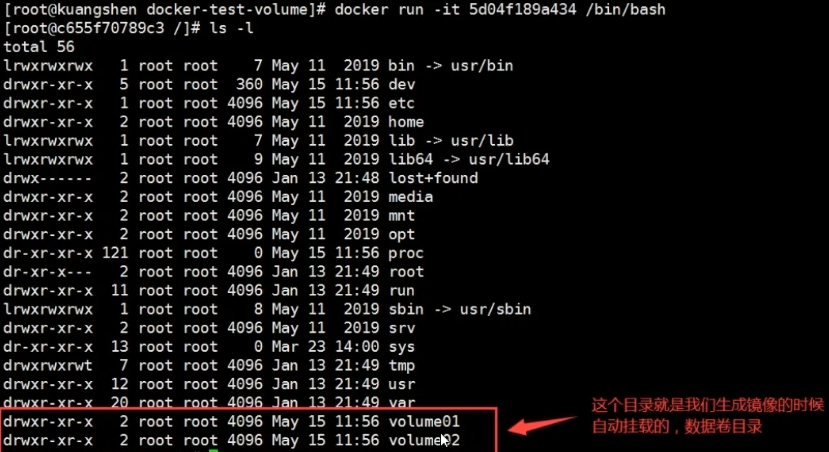 [root@kuangshen docker-test-volume]# docker run -it 5d04f189a434 /bin/bash
[root@c655f70789c3 /]# ls -l
total 56
lrwxrwxrwx   1 root root    7 May 11  2019 bin -> usr/bin
drwxr-xr-x   5 root root  360 May 15 11:56 dev
drwxr-xr-x   1 root root 4096 May 15 11:56 etc
drwxr-xr-x   2 root root 4096 May 11  2019 home
lrwxrwxrwx   1 root root    7 May 11  2019 lib -> usr/lib
lrwxrwxrwx   1 root root    9 May 11  2019 lib64 -> usr/lib64
drwx------   2 root root 4096 Jan 13 21:48 lost+found
drwxr-xr-x   2 root root 4096 May 11  2019 media
drwxr-xr-x   2 root root 4096 May 11  2019 mnt
drwxr-xr-x   2 root root 4096 May 11  2019 opt
dr-xr-xr-x 121 root root    0 May 15 11:56 proc
dr-xr-x---   2 root root 4096 Jan 13 21:49 root
drwxr-xr-x  11 root root 4096 Jan 13 21:49 run
lrwxrwxrwx   1 root root    8 May 11  2019 sbin -> usr/sbin
drwxr-xr-x   2 root root 4096 May 11  2019 srv
dr-xr-xr-x  13 root root    0 Mar 23 14:00 sys
drwxrwxrwt   7 root root 4096 Jan 13 21:49 tmp
drwxr-xr-x  12 root root 4096 Jan 13 21:49 usr
drwxr-xr-x  20 root root 4096 Jan 13 21:49 var
drwxr-xr-x   2 root root 4096 May 15 11:56 volume01
drwxr-xr-x   2 root root 4096 May 15 11:56 volume02
这个目录就是我们生成镜像的时候
自动挂载的，数据卷目录